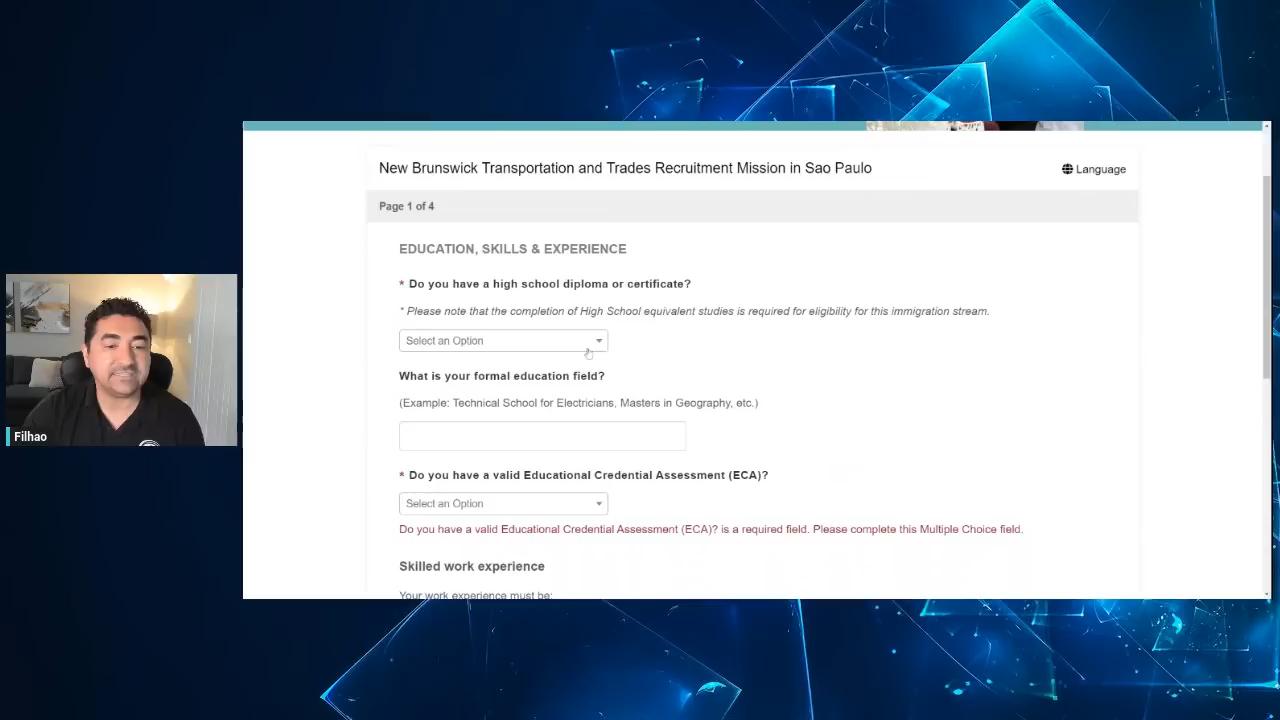 New Brunswick Transportation and Trades Recruitment Mission in Sao Paulo
Language
Page 1 of 4
EDUCATION, SKILLS & EXPERIENCE
* Do you have a high school diploma or certificate?
* Please note that the completion of High School equivalent studies is required for eligibility for this immigration stream.
Select an Option
What is your formal education field?
(Example: Technical School for Electricians, Masters in Geography, etc.)
* Do you have a valid Educational Credential Assessment (ECA)?
Select an Option
Do you have a valid Educational Credential Assessment (ECA)? is a required field. Please complete this Multiple Choice field.
Skilled work experience
Your work experience must be:
Filhao